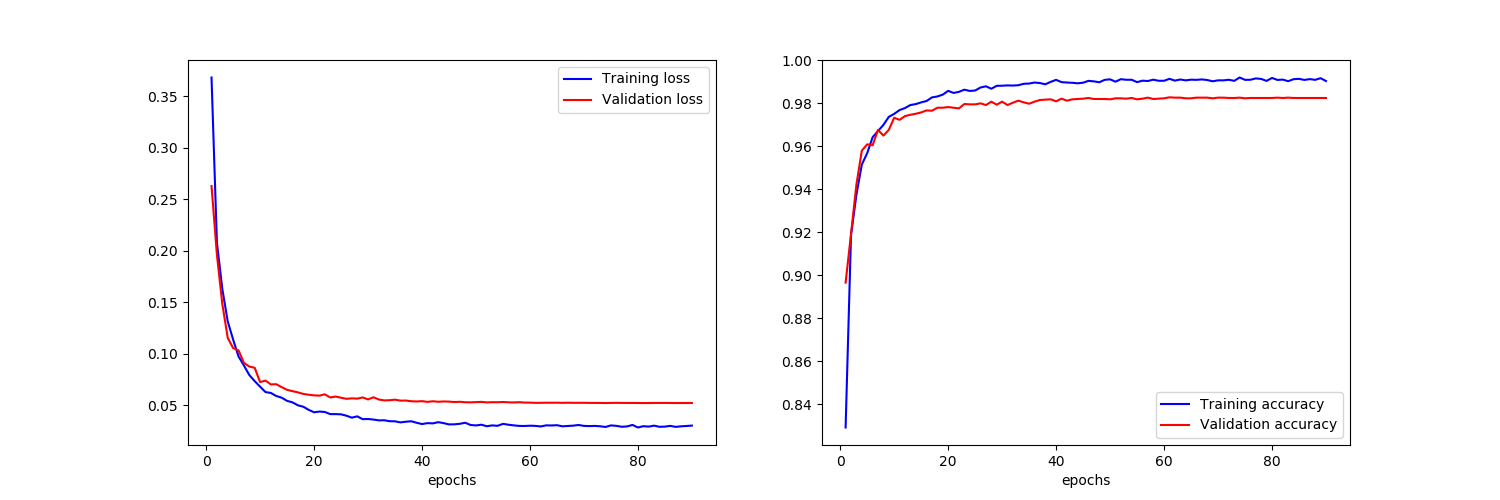 Training loss
Validation loss
0.35
0.30
0.25
0.20
0.15
0.10
0.05
0 20 40 60 80
epochs
1.00
0.98
0.96
0.94
0.92
0.90
0.88
0.86
0.84
Training accuracy
Validation accuracy
0 20 40 60 80
epochs